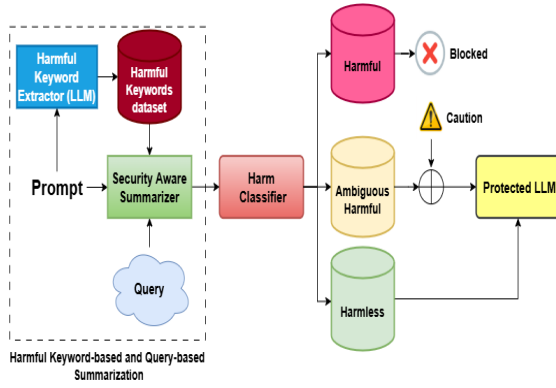 Harmful
Keyword
Extractor (LLM)
Harmful
Keywords
dataset
Prompt
Security Aware
Summarizer
Query
Harmful Keyword-based and Query-based
Summarization
Harm
Classifier
Harmful
Blocked
Caution
Ambiguous
Harmful
Protected LLM
Harmless